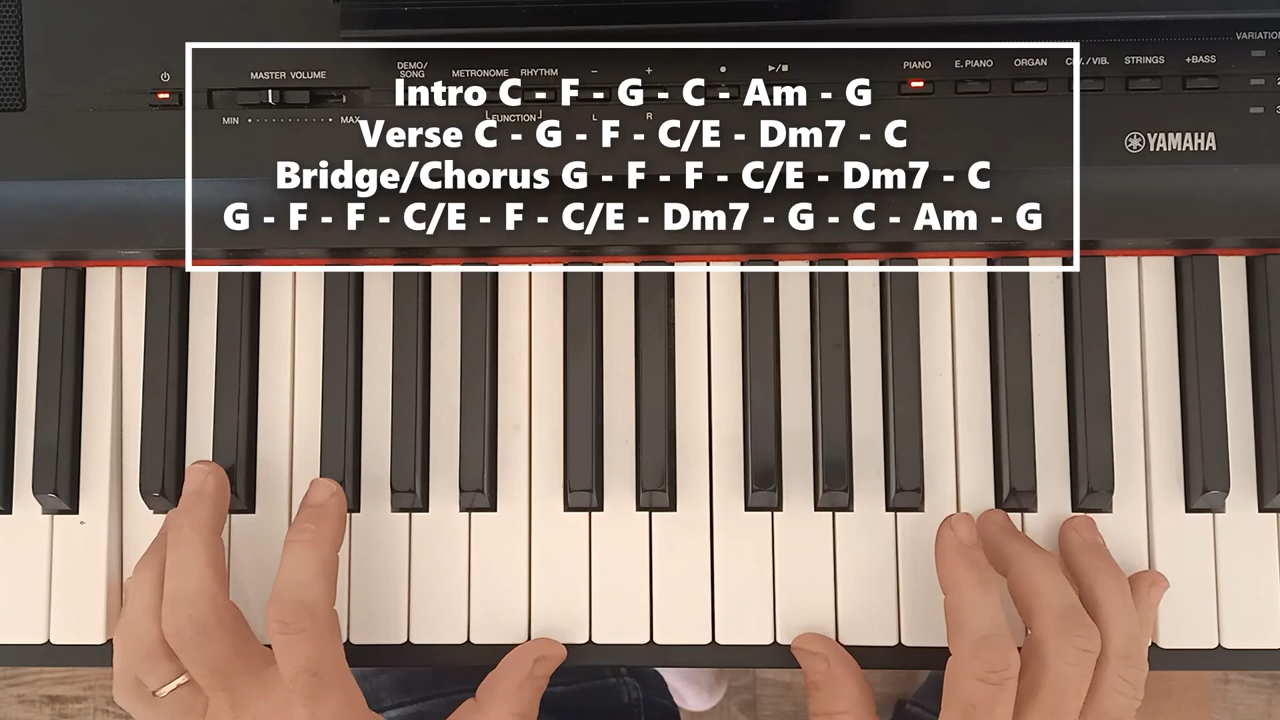 VARIATION
DEMO/
SONG
MASTER VOLUME
METRONOME RHYTHM - + ▶/■
PIANO E. PIANO ORGAN STRINGS +BASS
Intro C - F - G - C - Am - G
MIN MAX
FUNCTION L R
Verse C - G - F - C/E - Dm7 - C
YAMAHA
Bridge/Chorus G - F - F - C/E - Dm7 - C
G - F - F - C/E - F - C/E - Dm7 - G - C - Am - G